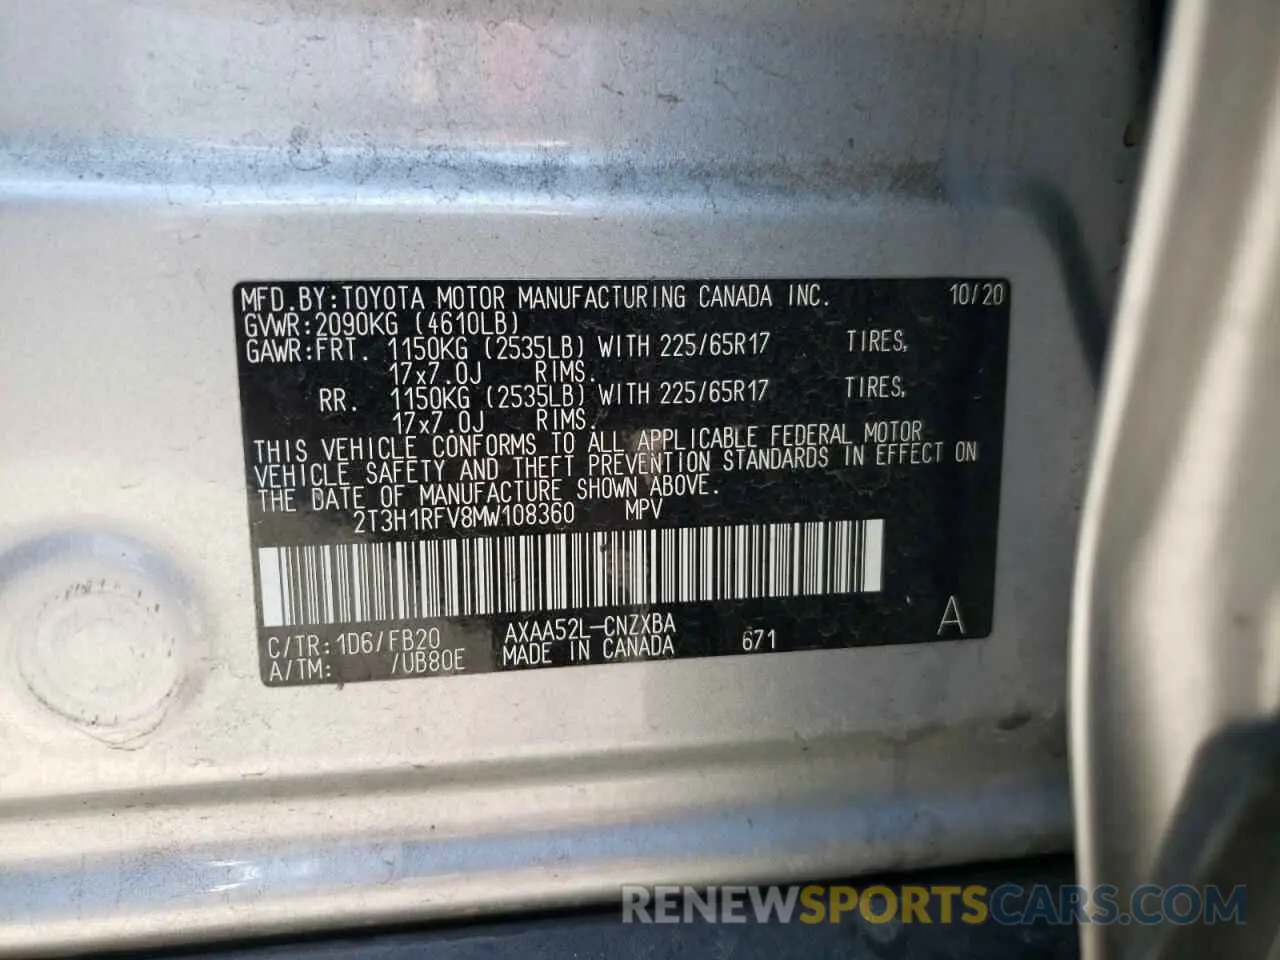 MFD.BY:TOYOTA MOTOR MANUFACTURING CANADA INC. 10/20
GVWR:2090KG (4610LB)
GAWR:FRT. 1150KG (2535LB) WITH 225/65R17 TIRES,
17x7.0J RIMS.
RR. 1150KG (2535LB) WITH 225/65R17 TIRES,
17x7.0J RIMS.
THIS VEHICLE CONFORMS TO ALL APPLICABLE FEDERAL MOTOR
VEHICLE SAFETY AND THEFT PREVENTION STANDARDS IN EFFECT ON
THE DATE OF MANUFACTURE SHOWN ABOVE.
2T3H1RFV8MW108360 MPV
C/TR:1D6/FB20 AXAA52L-CNZXBA 671 A
A/TM: /UB80E MADE IN CANADA
RENEWSPORTSCARS.COM